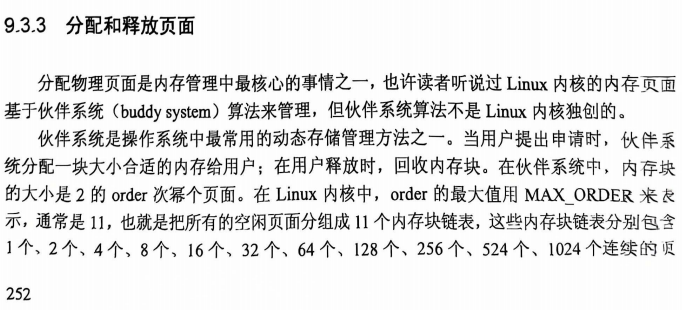 9.3.3 分配和释放页面
分配物理页面是内存管理中最核心的事情之一，也许读者听说过 Linux 内核的内存页面
基于伙伴系统（buddy system）算法来管理，但伙伴系统算法不是 Linux 内核独创的。
伙伴系统是操作系统中最常用的动态存储管理方法之一。当用户提出申请时，伙伴系
统分配一块大小合适的内存给用户；在用户释放时，回收内存块。在伙伴系统中，内存块
的大小是 2 的 order 次幂个页面。在 Linux 内核中，order 的最大值用 MAX_ORDER 来表
示，通常是 11，也就是把所有的空闲页面分组成 11 个内存块链表，这些内存块链表分别包含
1 个、2 个、4 个、8 个、16 个、32 个、64 个、128 个、256 个、524 个、1024 个连续的页
252